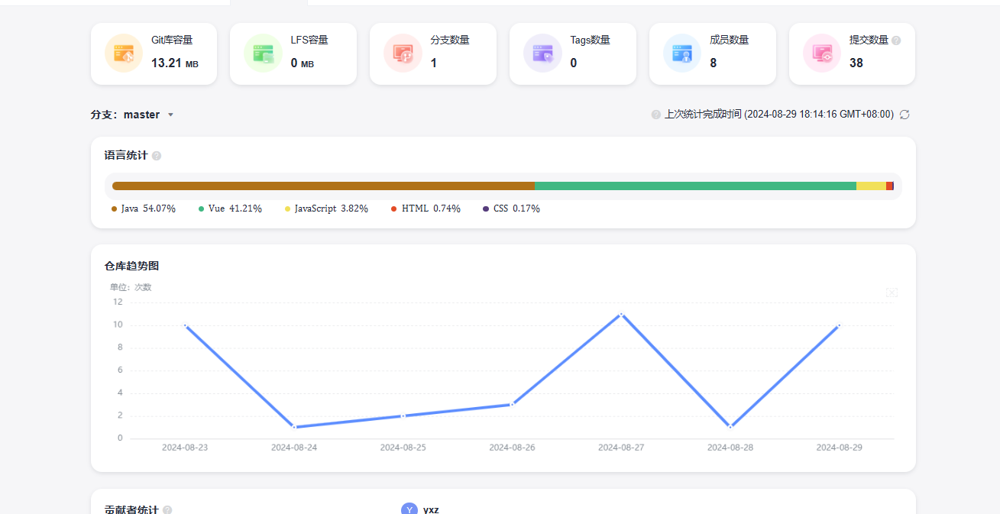 Git库容量
13.21 MB
LFS容量
0 MB
分支数量
1
Tags数量
0
成员数量
8
提交数量 ?
38
分支: master
? 上次统计完成时间 (2024-08-29 18:14:16 GMT+08:00)
语言统计 ?
Java 54.07% Vue 41.21% JavaScript 3.82% HTML 0.74% CSS 0.17%
仓库趋势图
单位: 次数
12
10
8
6
4
2
0
2024-08-23 2024-08-24 2024-08-25 2024-08-26 2024-08-27 2024-08-28 2024-08-29
贡献者统计 ?
Y yxz